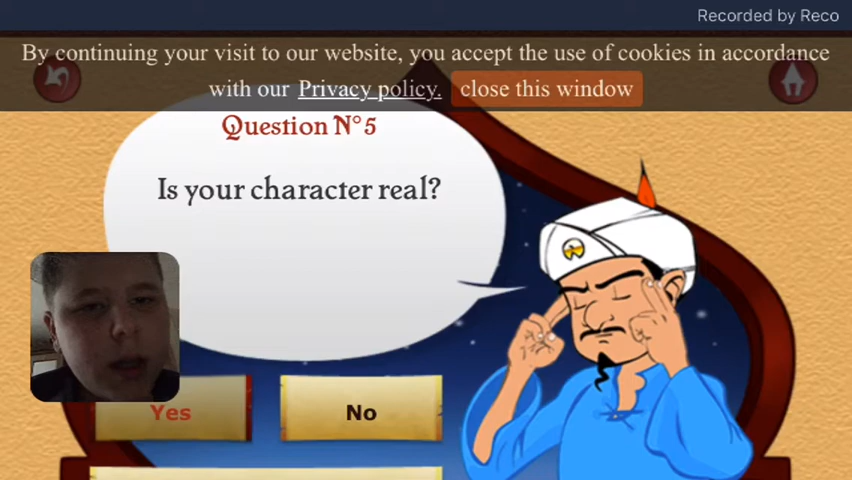 Recorded by Reco
By continuing your visit to our website, you accept the use of cookies in accordance
with our Privacy policy. close this window
Question N°5
Is your character real?
Yes No